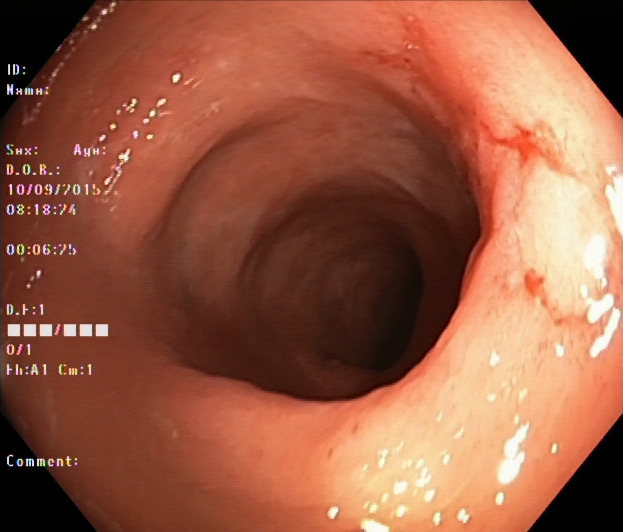 ID:
Name:
Sex: Age:
D.O.B.:
10/09/2015
08:18:24
00:06:25
D.F:1
■■■/■■■
0/1
Eh:A1 Cm:1
Comment: